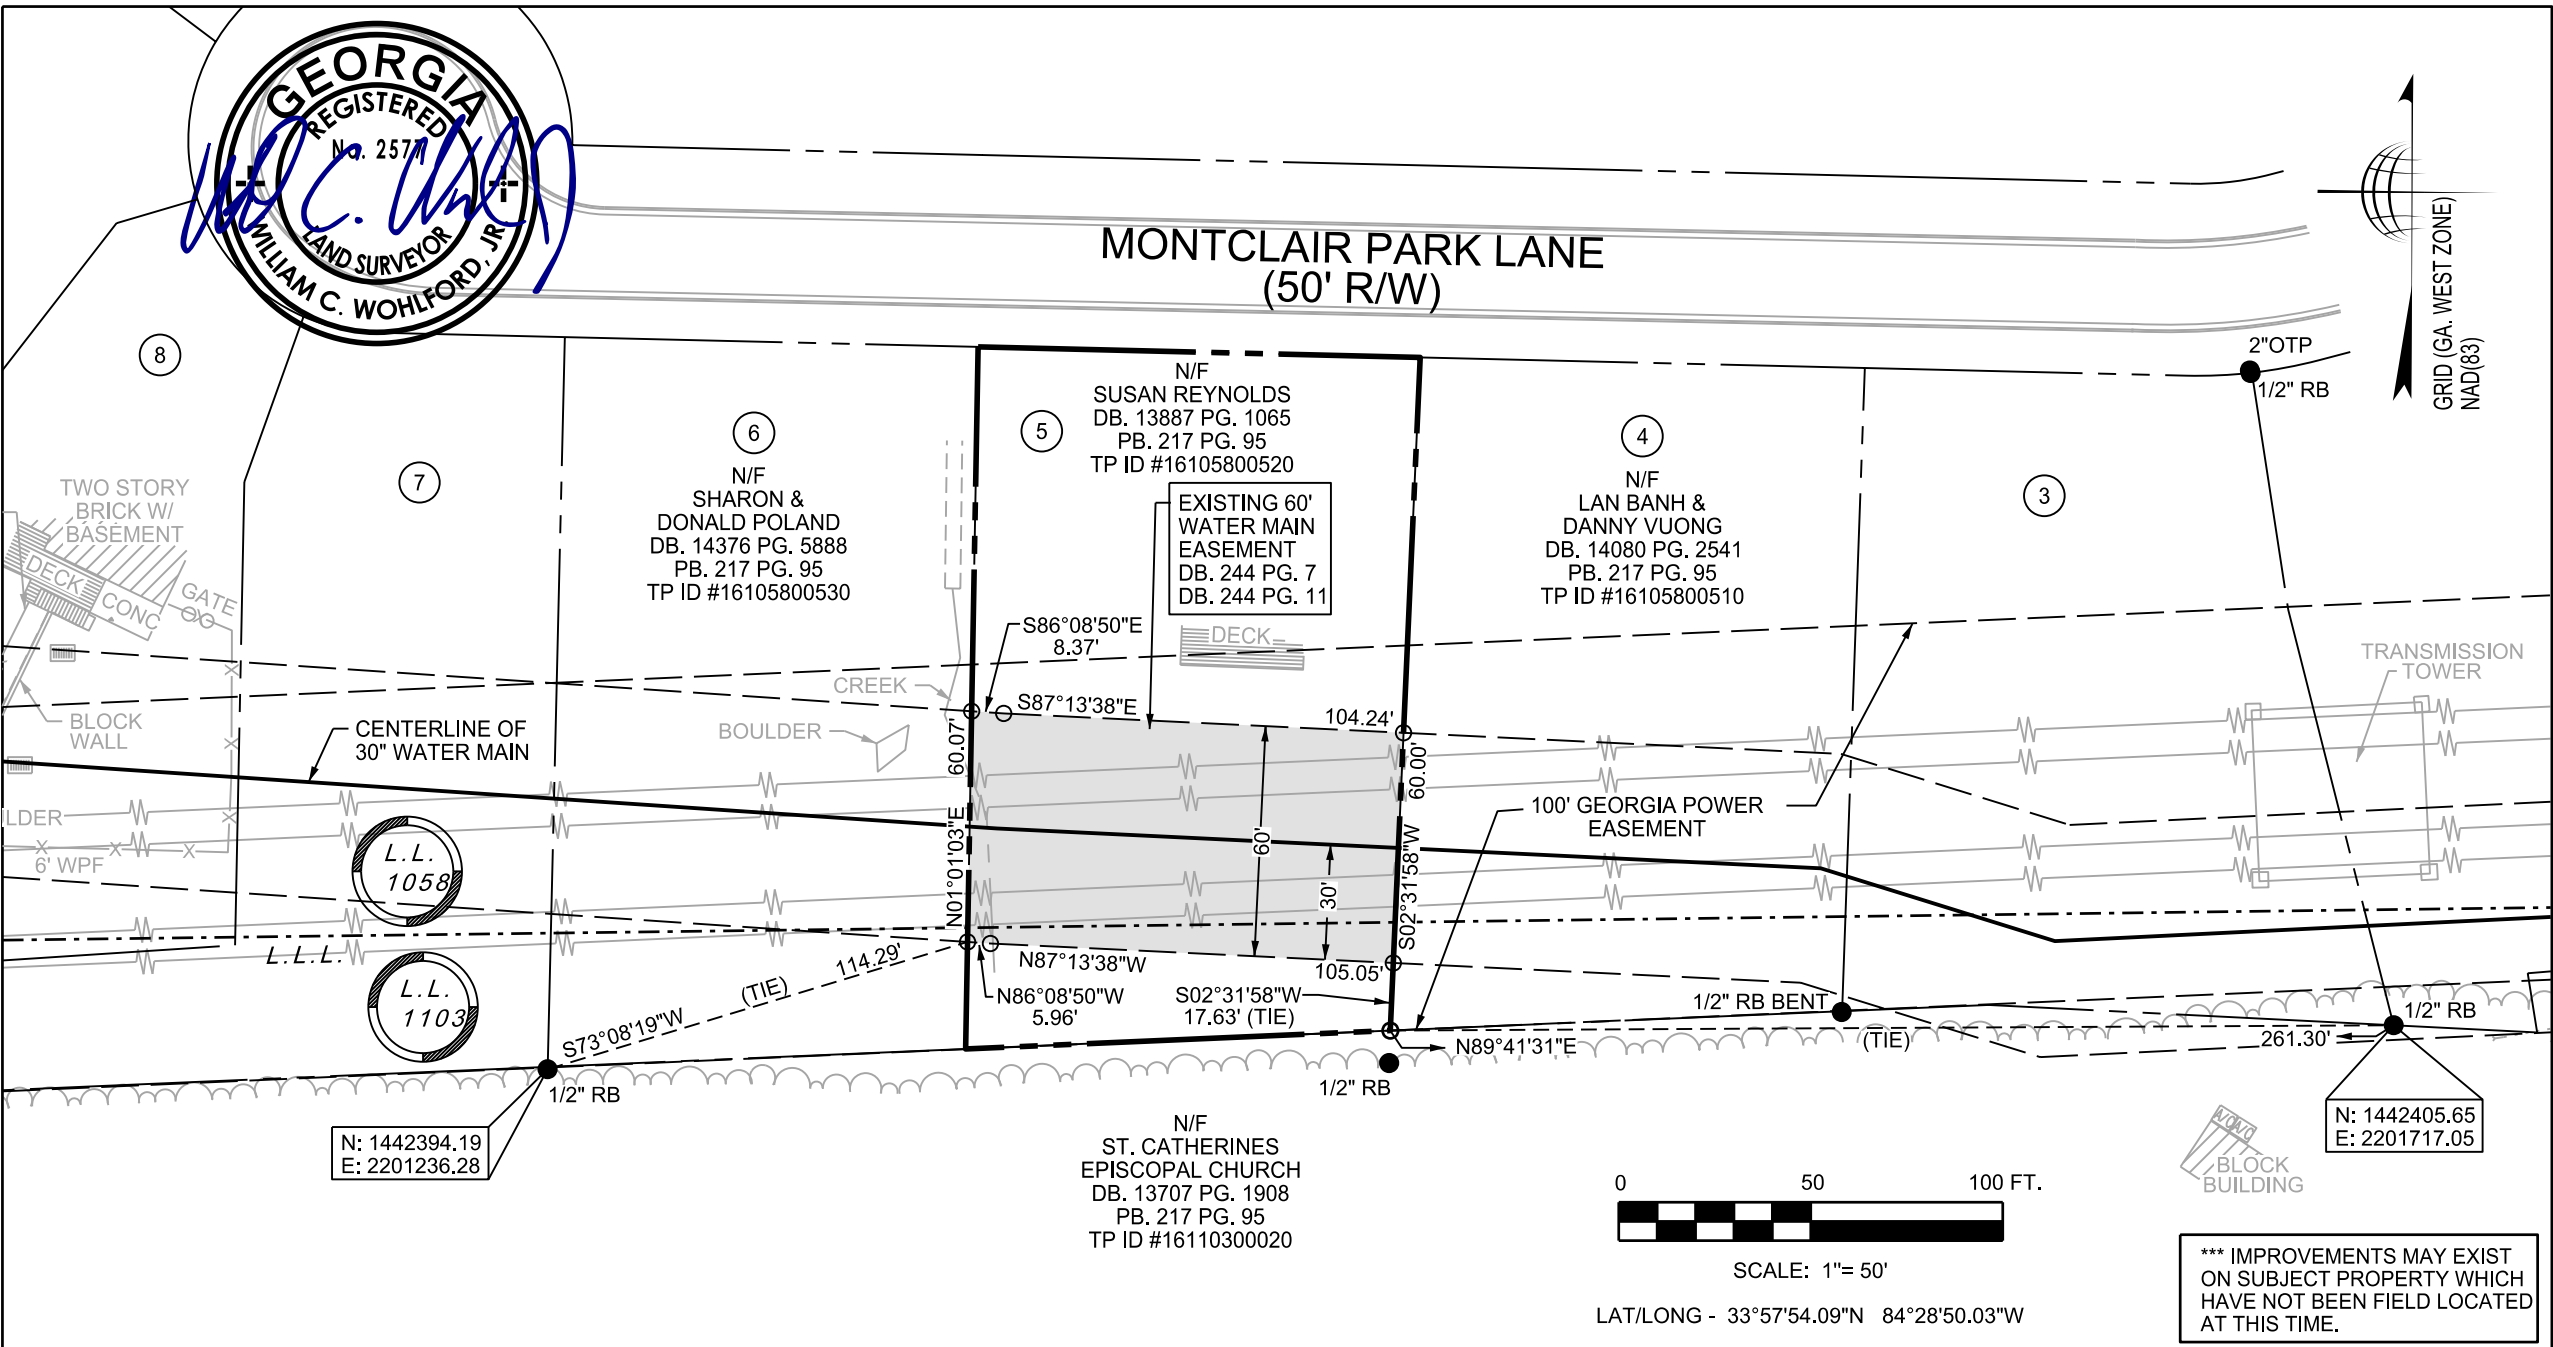 GEORGIA
REGISTERED
No. 2577
LAND SURVEYOR
WILLIAM C. WOHLFORD, JR.
MONTCLAIR PARK LANE
(50' R/W)
GRID (GA. WEST ZONE)
NAD(83)
2"OTP
1/2" RB
8
7
6
N/F
SHARON &
DONALD POLAND
DB. 14376 PG. 5888
PB. 217 PG. 95
TP ID #16105800530
5
N/F
SUSAN REYNOLDS
DB. 13887 PG. 1065
PB. 217 PG. 95
TP ID #16105800520
EXISTING 60'
WATER MAIN
EASEMENT
DB. 244 PG. 7
DB. 244 PG. 11
4
N/F
LAN BANH &
DANNY VUONG
DB. 14080 PG. 2541
PB. 217 PG. 95
TP ID #16105800510
3
TWO STORY
BRICK W/
BASEMENT
DECK
CONC
GATE
BLOCK
WALL
CENTERLINE OF
30" WATER MAIN
CREEK
BOULDER
S86°08'50"E
8.37'
DECK
S87°13'38"E
104.24'
60.07'
N01°01'03"E
60.00'
S02°31'58"W
60'
30'
100' GEORGIA POWER
EASEMENT
TRANSMISSION
TOWER
LDER
X
X
X
X
X
X
6' WPF
L.L.
1058
L.L.L.
L.L.
1103
S73°08'19"W
(TIE)
114.29'
N87°13'38"W
105.05'
N86°08'50"W
5.96'
S02°31'58"W
17.63' (TIE)
N89°41'31"E
1/2" RB BENT
(TIE)
261.30'
1/2" RB
1/2" RB
1/2" RB
N: 1442394.19
E: 2201236.28
N: 1442405.65
E: 2201717.05
N/F
ST. CATHERINES
EPISCOPAL CHURCH
DB. 13707 PG. 1908
PB. 217 PG. 95
TP ID #16110300020
A/C
A/C
BLOCK
BUILDING
0 50 100 FT.
SCALE: 1"= 50'
LAT/LONG - 33°57'54.09"N 84°28'50.03"W
*** IMPROVEMENTS MAY EXIST
ON SUBJECT PROPERTY WHICH
HAVE NOT BEEN FIELD LOCATED
AT THIS TIME.